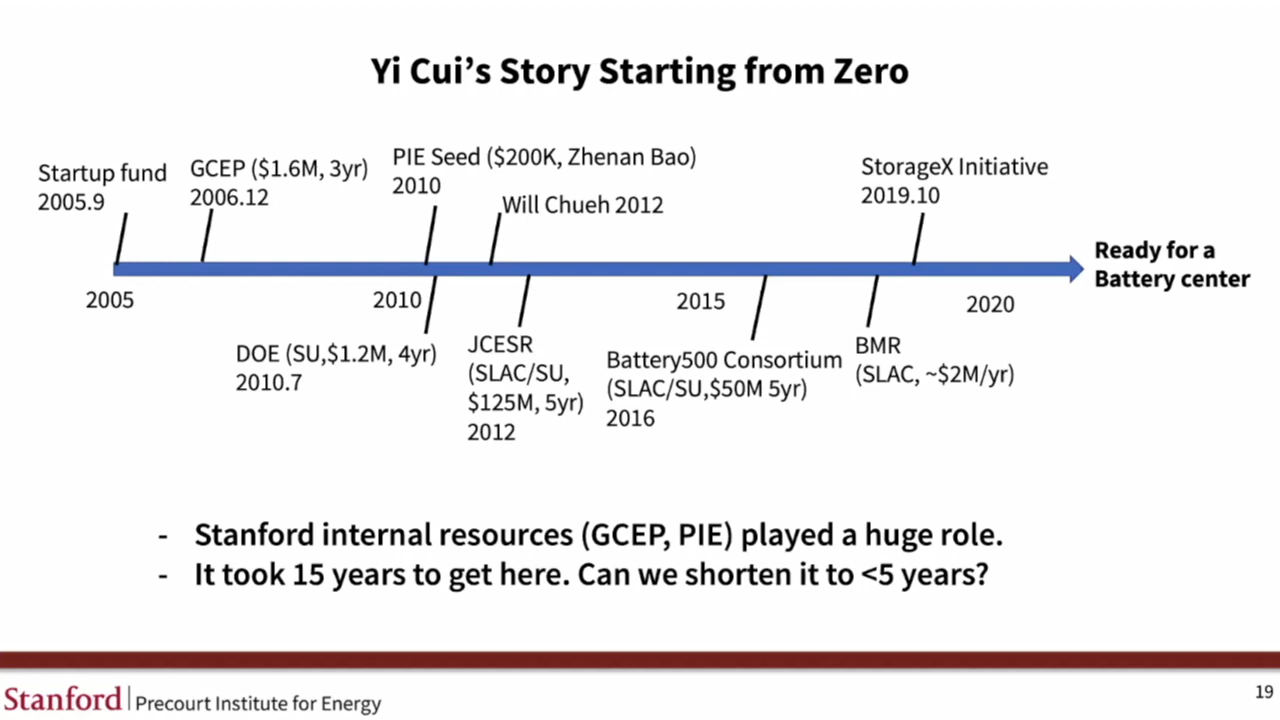 Yi Cui’s Story Starting from Zero
Startup fund
2005.9
GCEP ($1.6M, 3yr)
2006.12
PIE Seed ($200K, Zhenan Bao)
2010
Will Chueh 2012
StorageX Initiative
2019.10
Ready for a
Battery center
2005
2010
2015
2020
DOE (SU,$1.2M, 4yr)
2010.7
JCESR
(SLAC/SU,
$125M, 5yr)
2012
Battery500 Consortium
(SLAC/SU,$50M 5yr)
2016
BMR
(SLAC, ~$2M/yr)
- Stanford internal resources (GCEP, PIE) played a huge role.
- It took 15 years to get here. Can we shorten it to <5 years?
Stanford | Precourt Institute for Energy
19